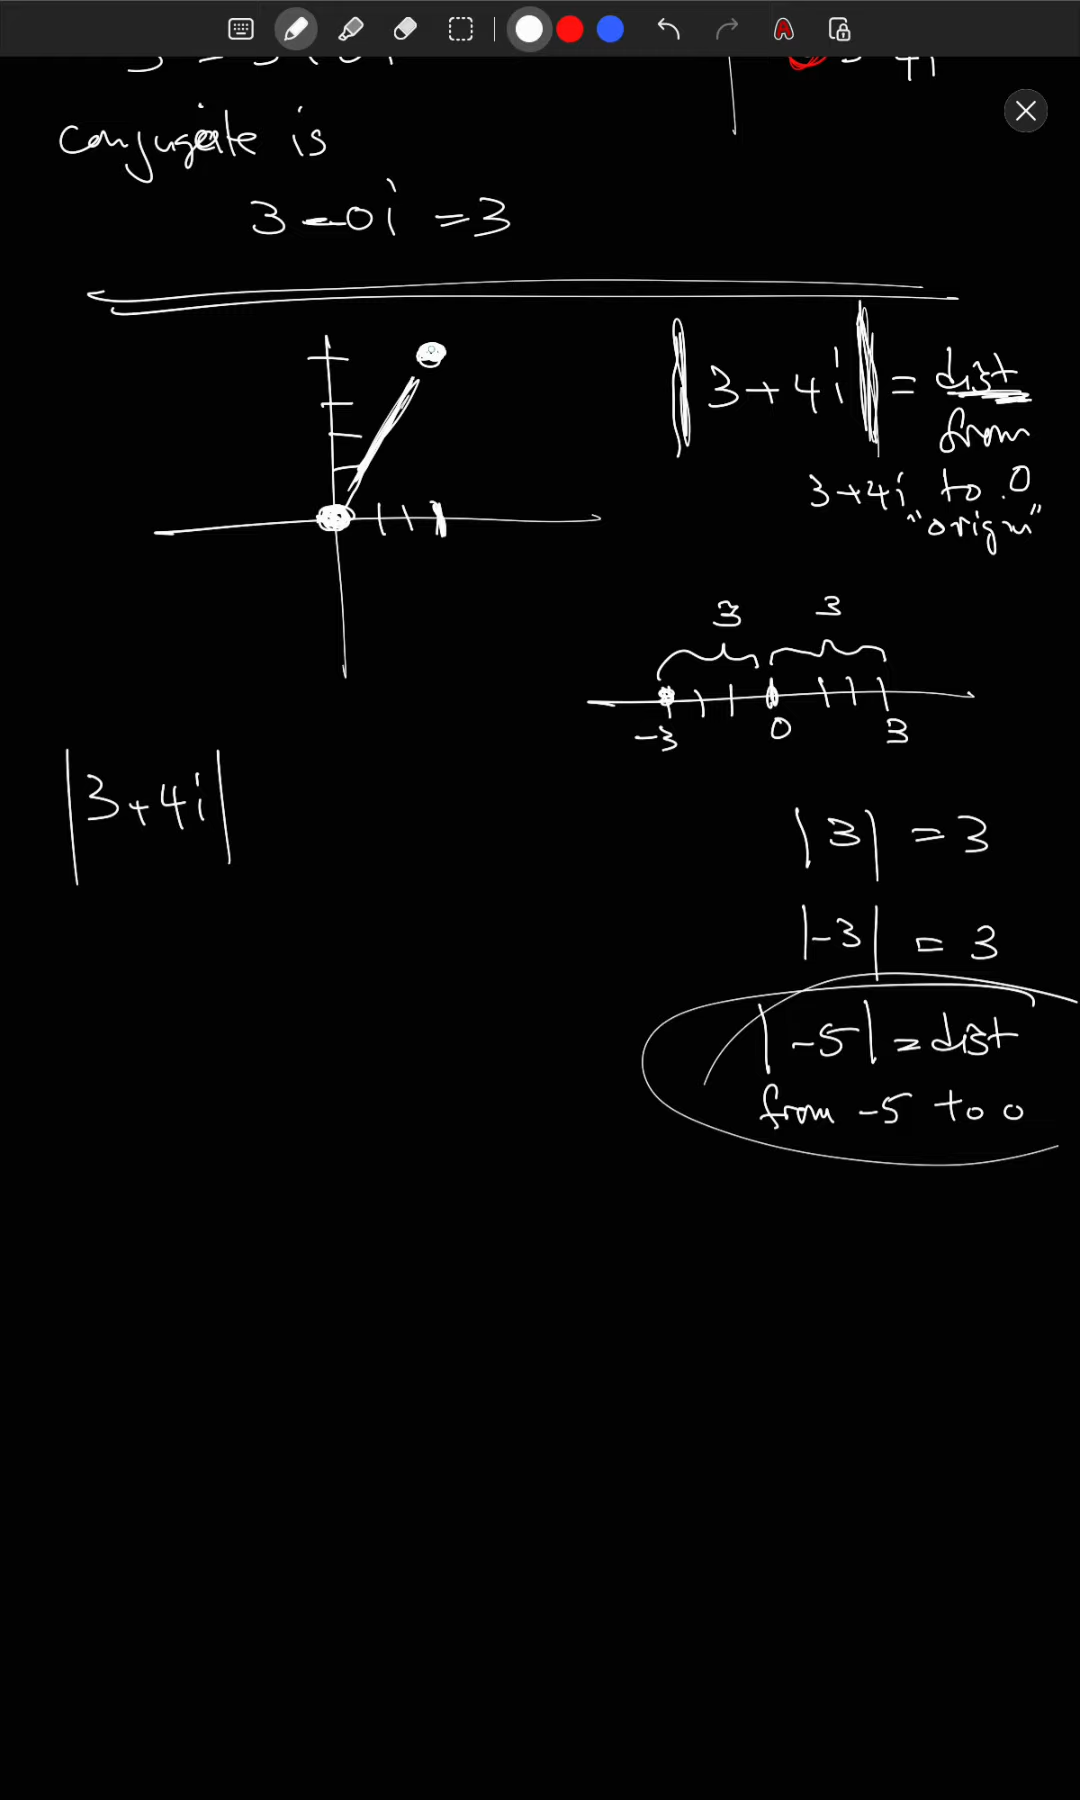 conjugate is
3 - 0i = 3
|3+4i| = dist
from
3+4i to 0
"origin"
3 3
-3 0 3
|3+4i|
|3| = 3
|-3| = 3
|-5| = dist
from -5 to 0